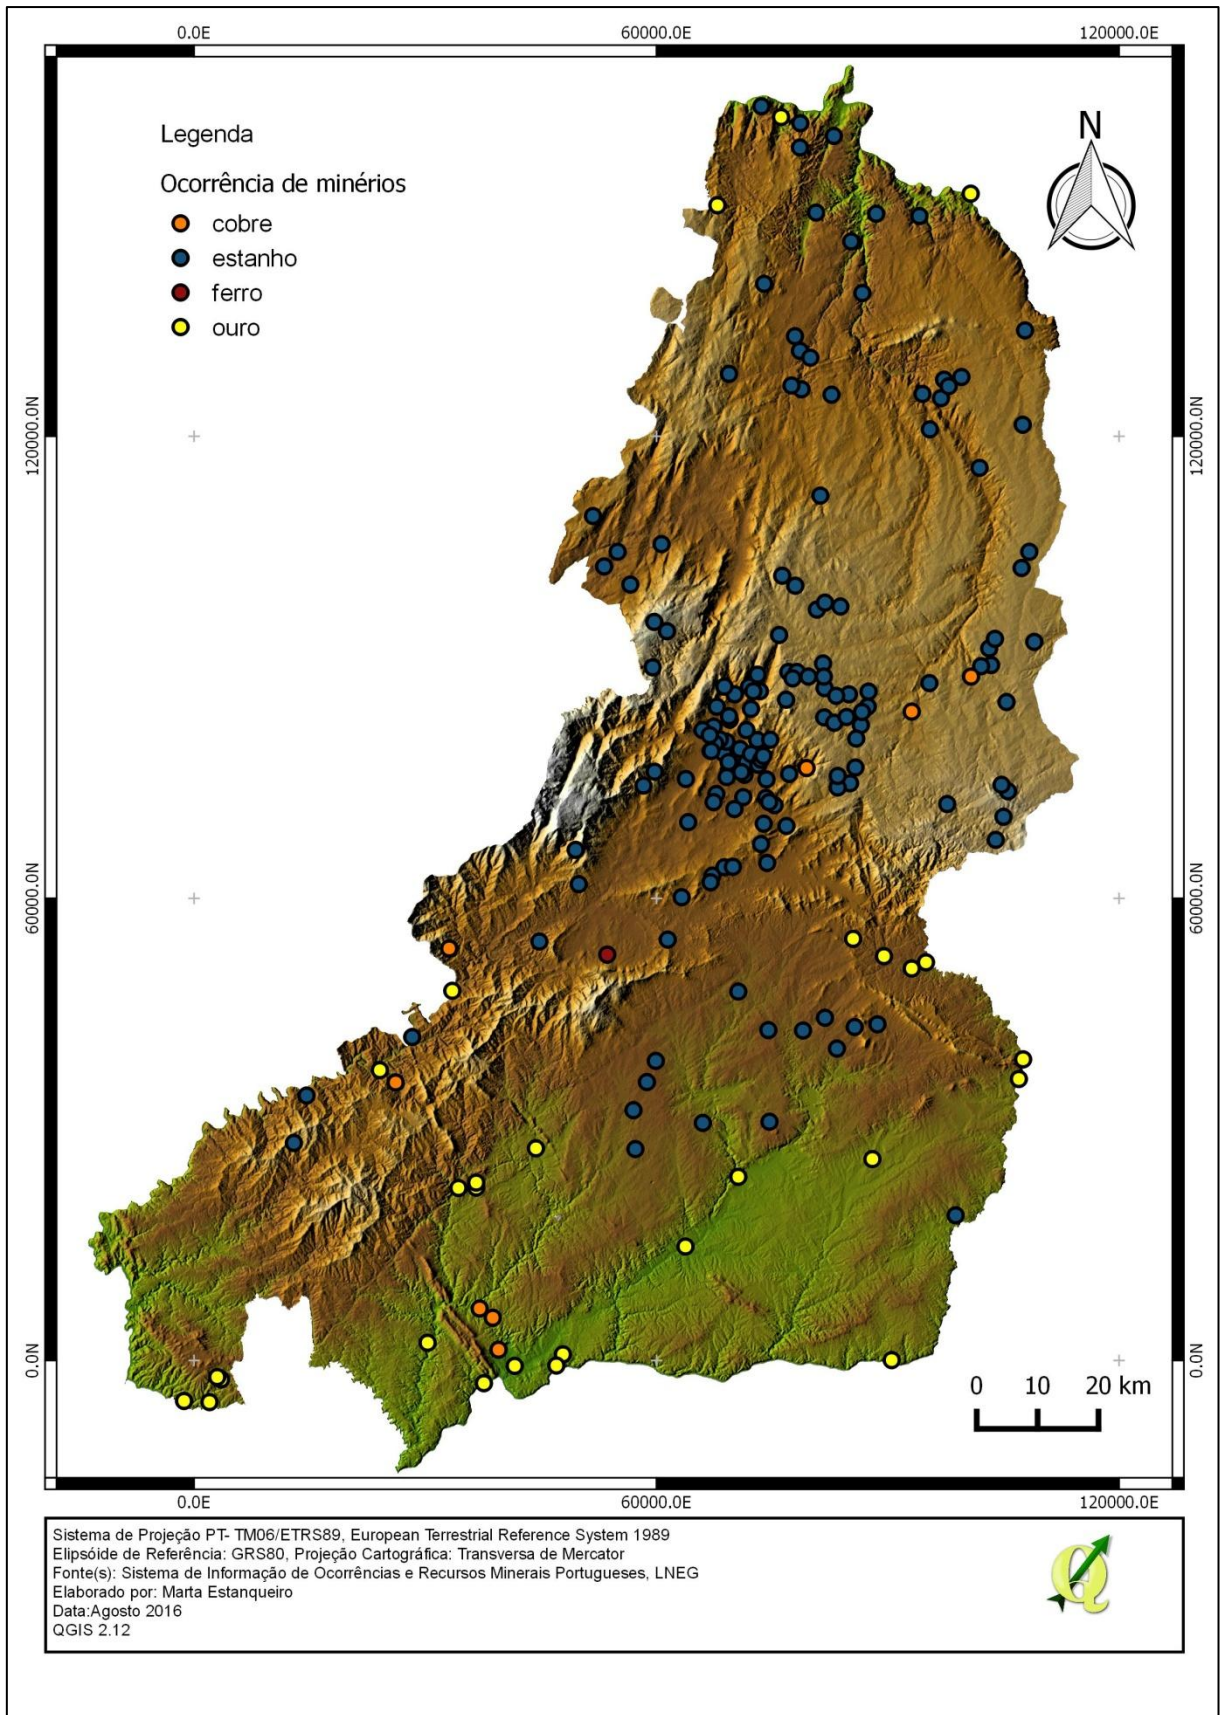 0.0E 60000.0E 120000.0E
N
Legenda
Ocorrência de minérios
cobre
estanho
ferro
ouro
120000.0N 120000.0N
60000.0N 60000.0N
0.0N 0.0N
0 10 20 km
0.0E 60000.0E 120000.0E
Sistema de Projeção PT- TM06/ETRS89, European Terrestrial Reference System 1989
Elipsóide de Referência: GRS80, Projeção Cartográfica: Transversa de Mercator
Fonte(s): Sistema de Informação de Ocorrências e Recursos Minerais Portugueses, LNEG
Elaborado por: Marta Estanqueiro
Data:Agosto 2016
QGIS 2.12
Q